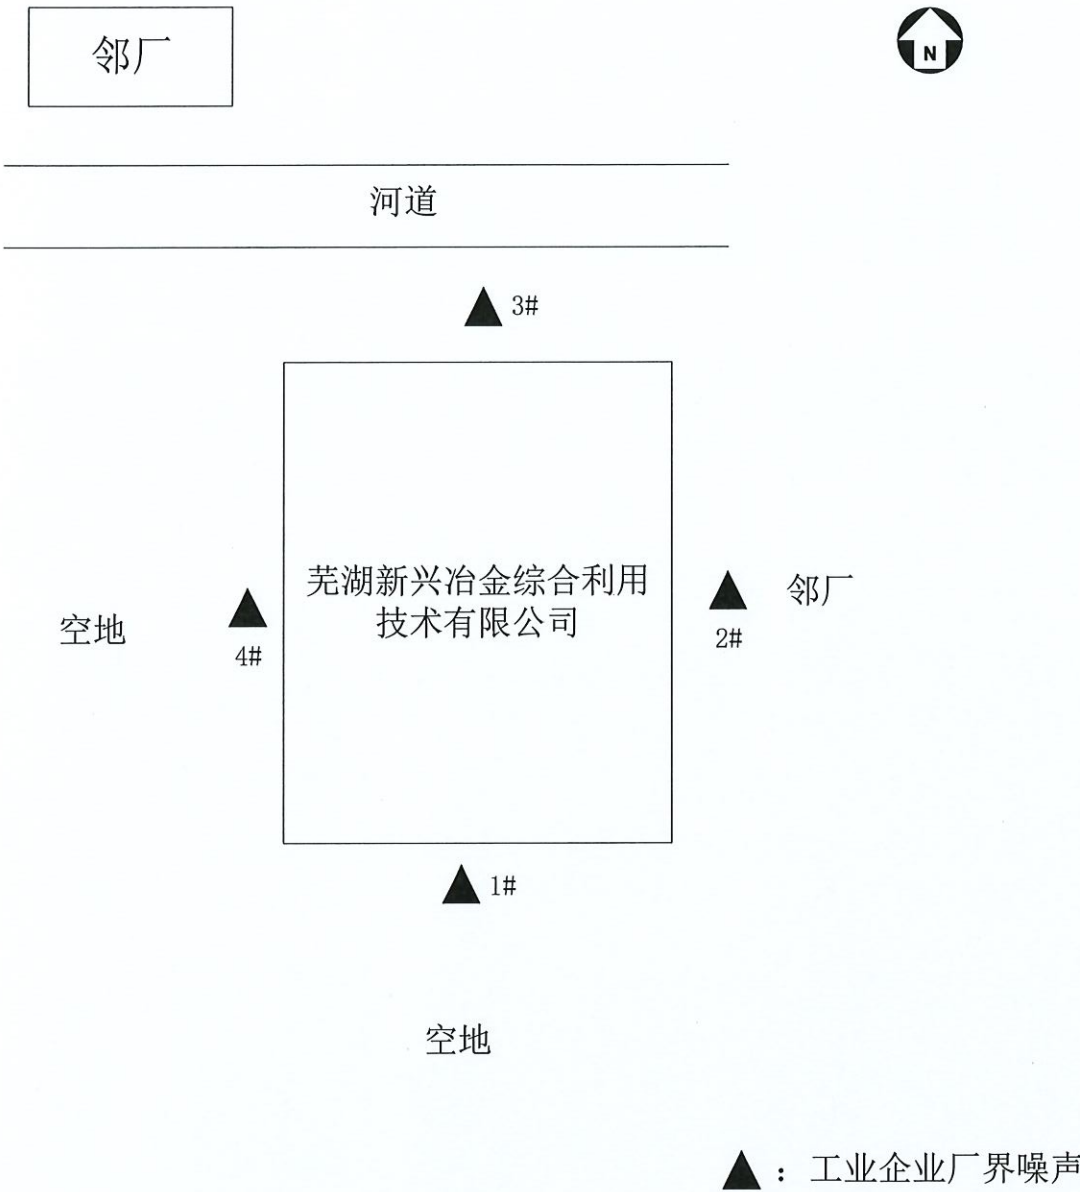 邻厂
N
河道
3#
芜湖新兴冶金综合利用
技术有限公司
邻厂
2#
空地
4#
1#
空地
▲：工业企业厂界噪声